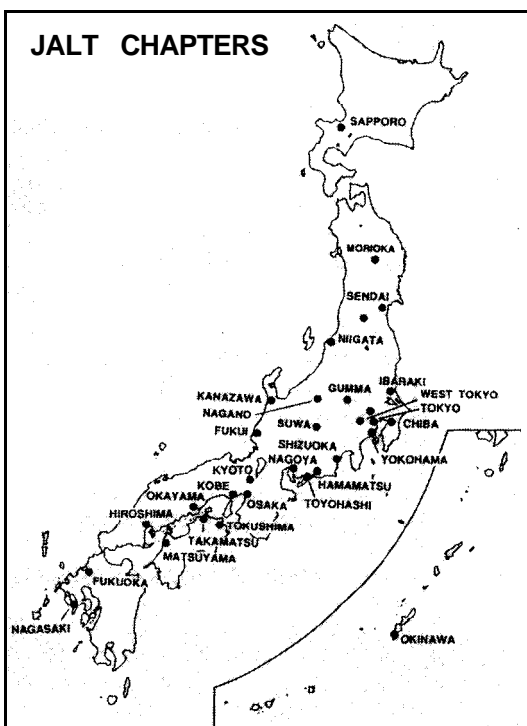 JALT CHAPTERS
SAPPORO
MORIOKA
SENDAI
NIIGATA
IBARAKI
WEST TOKYO
KANAZAWA
GUMMA
TOKYO
NAGANO
CHIBA
SUWA
FUKUI
SHIZUOKA
YOKOHAMA
NAGOYA
KYOTO
HAMAMATSU
KOBE
OKAYAMA
OSAKA
TOYOHASHI
HIROSHIMA
TOKUSHIMA
TAKAMATSU
MATSUYAMA
FUKUOKA
NAGASAKI
OKINAWA